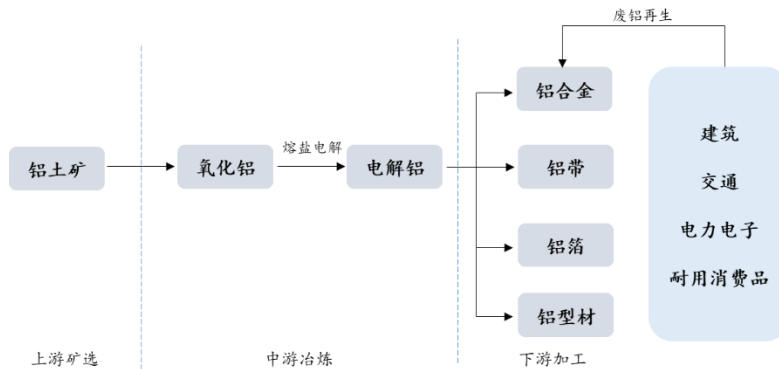 废铝再生
铝合金
建筑
熔盐电解
铝土矿
氧化铝
电解铝
铝带
交通
电力电子
铝箔
耐用消费品
铝型材
上游矿选
中游冶炼
下游加工